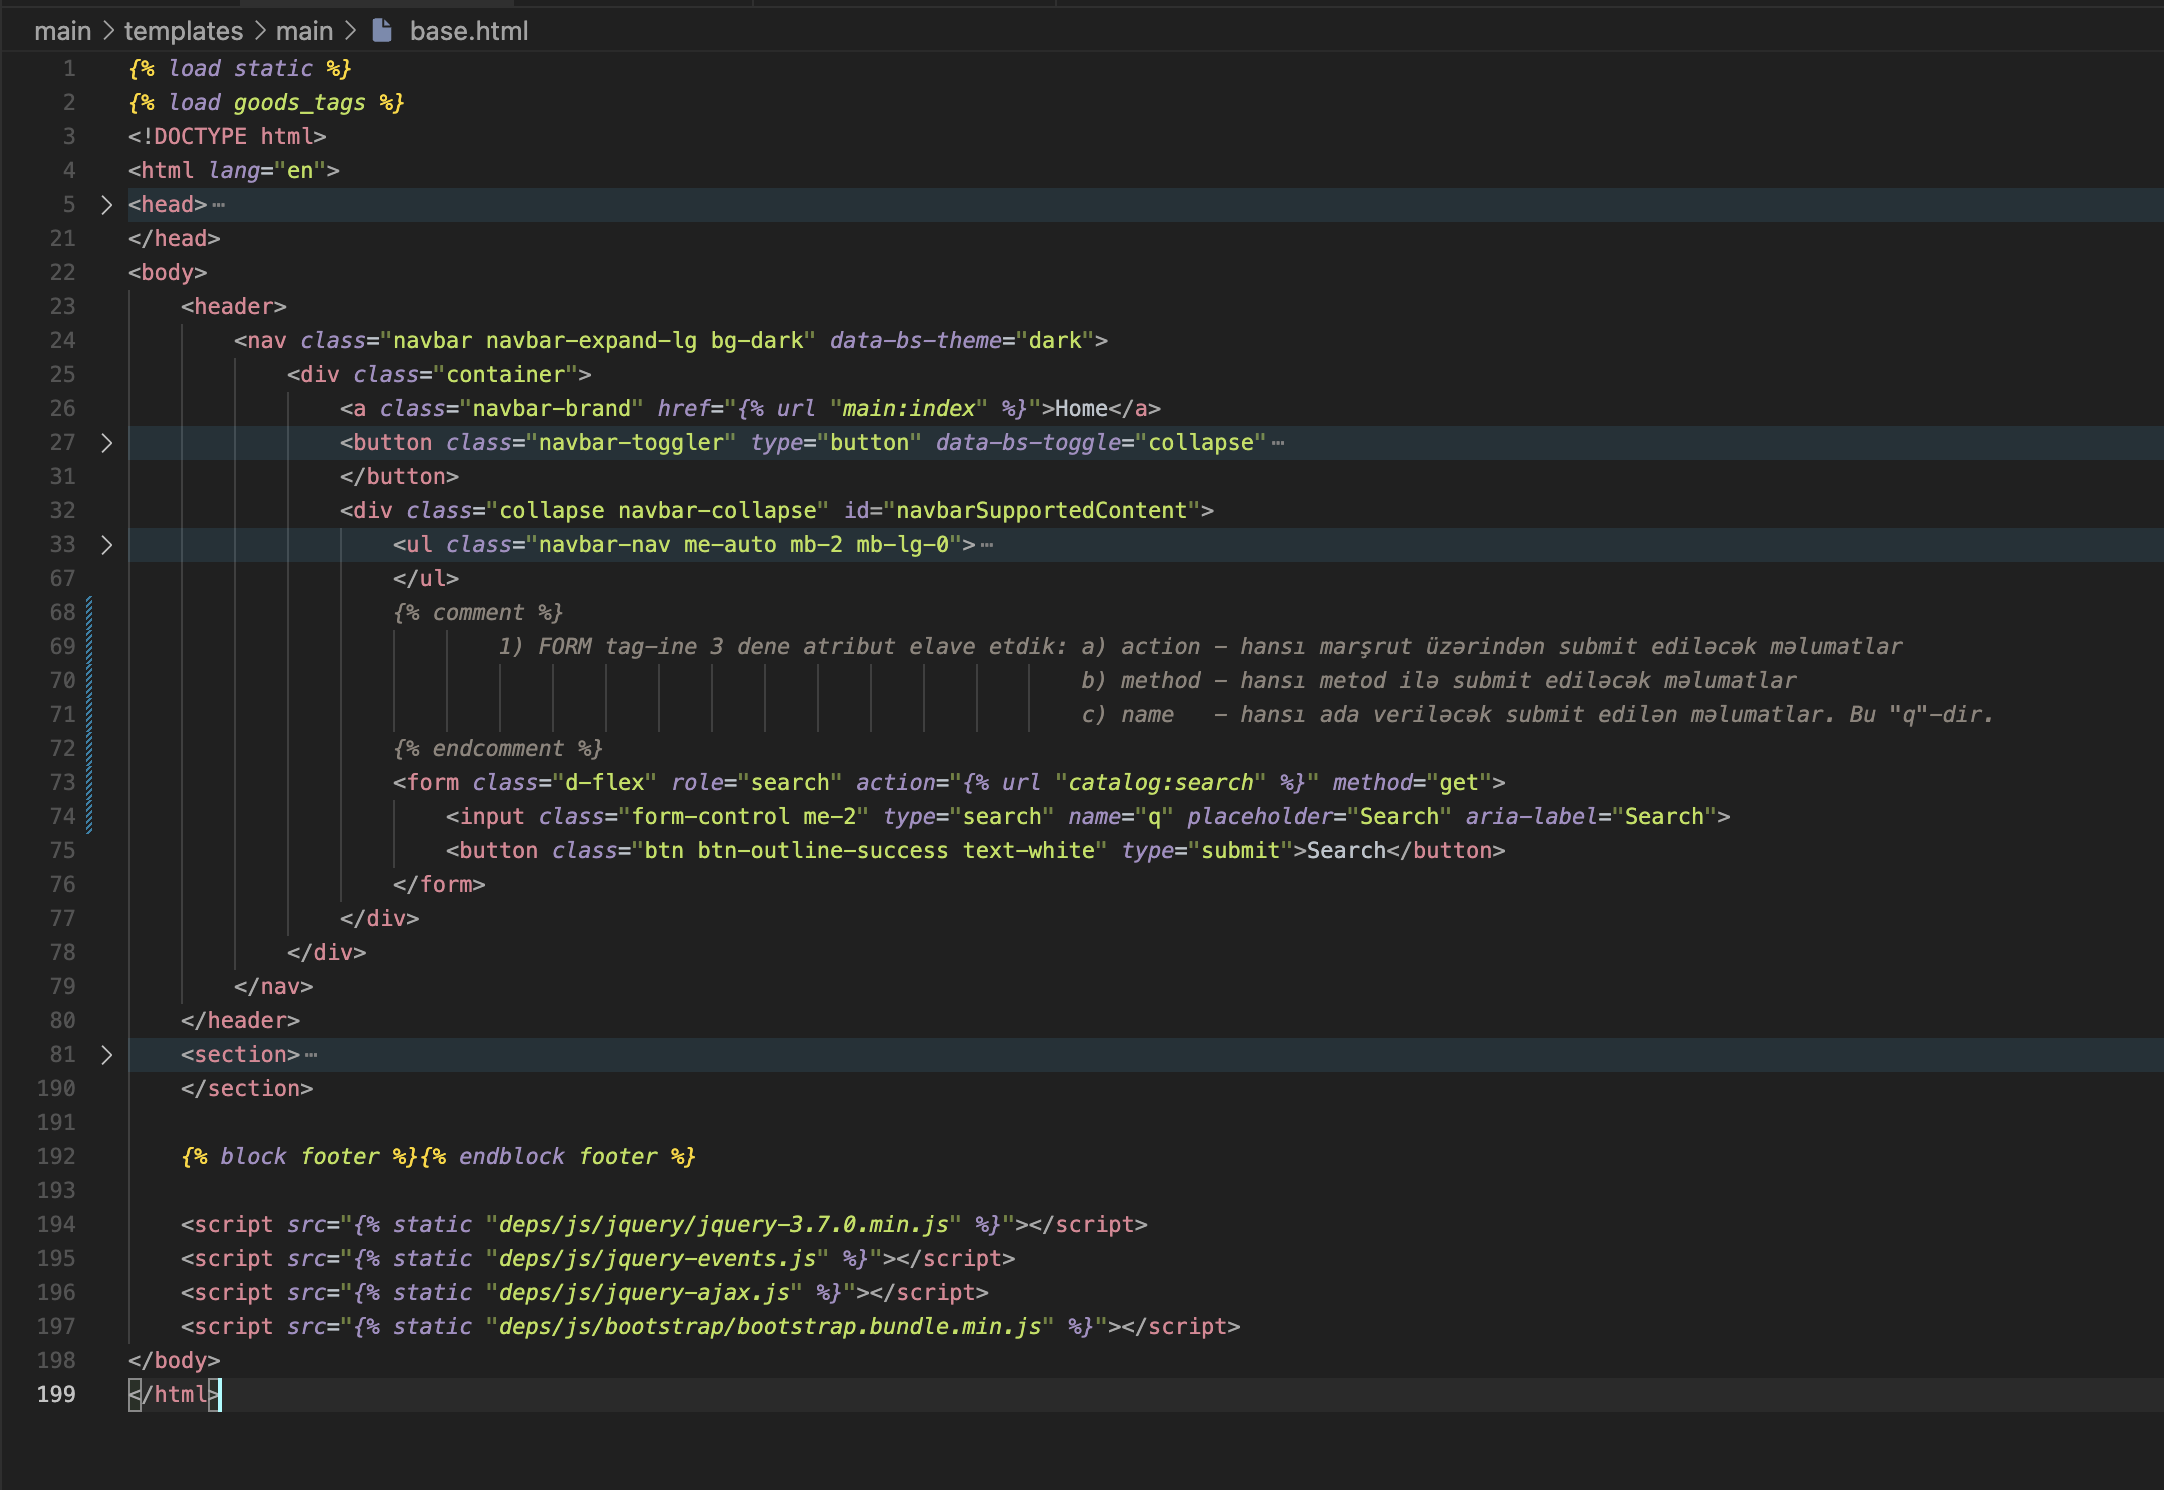 main > templates > main > base.html
1 {% load static %}
2 {% load goods_tags %}
3 <!DOCTYPE html>
4 <html lang="en">
5 <head>…
21 </head>
22 <body>
23 <header>
24 <nav class="navbar navbar-expand-lg bg-dark" data-bs-theme="dark">
25 <div class="container">
26 <a class="navbar-brand" href="{% url "main:index" %}">Home</a>
27 <button class="navbar-toggler" type="button" data-bs-toggle="collapse"…
31 </button>
32 <div class="collapse navbar-collapse" id="navbarSupportedContent">
33 <ul class="navbar-nav me-auto mb-2 mb-lg-0">…
67 </ul>
68 {% comment %}
69 1) FORM tag-ine 3 dene atribut elave etdik: a) action - hansı marşrut üzərindən submit ediləcək məlumatlar
70 b) method - hansı metod ilə submit ediləcək məlumatlar
71 c) name - hansı ada veriləcək submit edilən məlumatlar. Bu "q"-dir.
72 {% endcomment %}
73 <form class="d-flex" role="search" action="{% url "catalog:search" %}" method="get">
74 <input class="form-control me-2" type="search" name="q" placeholder="Search" aria-label="Search">
75 <button class="btn btn-outline-success text-white" type="submit">Search</button>
76 </form>
77 </div>
78 </div>
79 </nav>
80 </header>
81 <section>…
190 </section>
191
192 {% block footer %}{% endblock footer %}
193
194 <script src="{% static "deps/js/jquery/jquery-3.7.0.min.js" %}"></script>
195 <script src="{% static "deps/js/jquery-events.js" %}"></script>
196 <script src="{% static "deps/js/jquery-ajax.js" %}"></script>
197 <script src="{% static "deps/js/bootstrap/bootstrap.bundle.min.js" %}"></script>
198 </body>
199 </html>